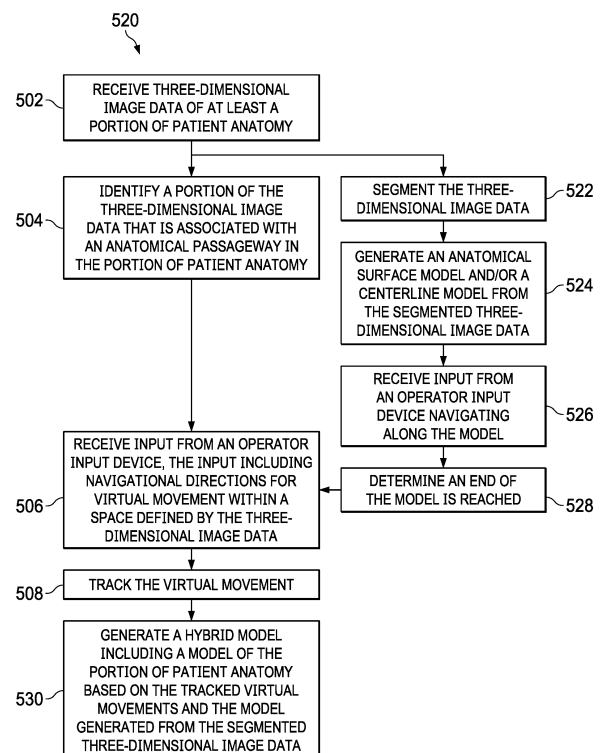 520
502
RECEIVE THREE-DIMENSIONAL
IMAGE DATA OF AT LEAST A
PORTION OF PATIENT ANATOMY
504
IDENTIFY A PORTION OF THE
THREE-DIMENSIONAL IMAGE
DATA THAT IS ASSOCIATED WITH
AN ANATOMICAL PASSAGEWAY IN
THE PORTION OF PATIENT ANATOMY
SEGMENT THE THREE-
DIMENSIONAL IMAGE DATA
522
GENERATE AN ANATOMICAL
SURFACE MODEL AND/OR A
CENTERLINE MODEL FROM
THE SEGMENTED THREE-
DIMENSIONAL IMAGE DATA
524
RECEIVE INPUT FROM
AN OPERATOR INPUT
DEVICE NAVIGATING
ALONG THE MODEL
526
DETERMINE AN END OF
THE MODEL IS REACHED
528
506
RECEIVE INPUT FROM AN OPERATOR
INPUT DEVICE, THE INPUT INCLUDING
NAVIGATIONAL DIRECTIONS FOR
VIRTUAL MOVEMENT WITHIN A
SPACE DEFINED BY THE THREE-
DIMENSIONAL IMAGE DATA
508
TRACK THE VIRTUAL MOVEMENT
530
GENERATE A HYBRID MODEL
INCLUDING A MODEL OF THE
PORTION OF PATIENT ANATOMY
BASED ON THE TRACKED VIRTUAL
MOVEMENTS AND THE MODEL
GENERATED FROM THE SEGMENTED
THREE-DIMENSIONAL IMAGE DATA